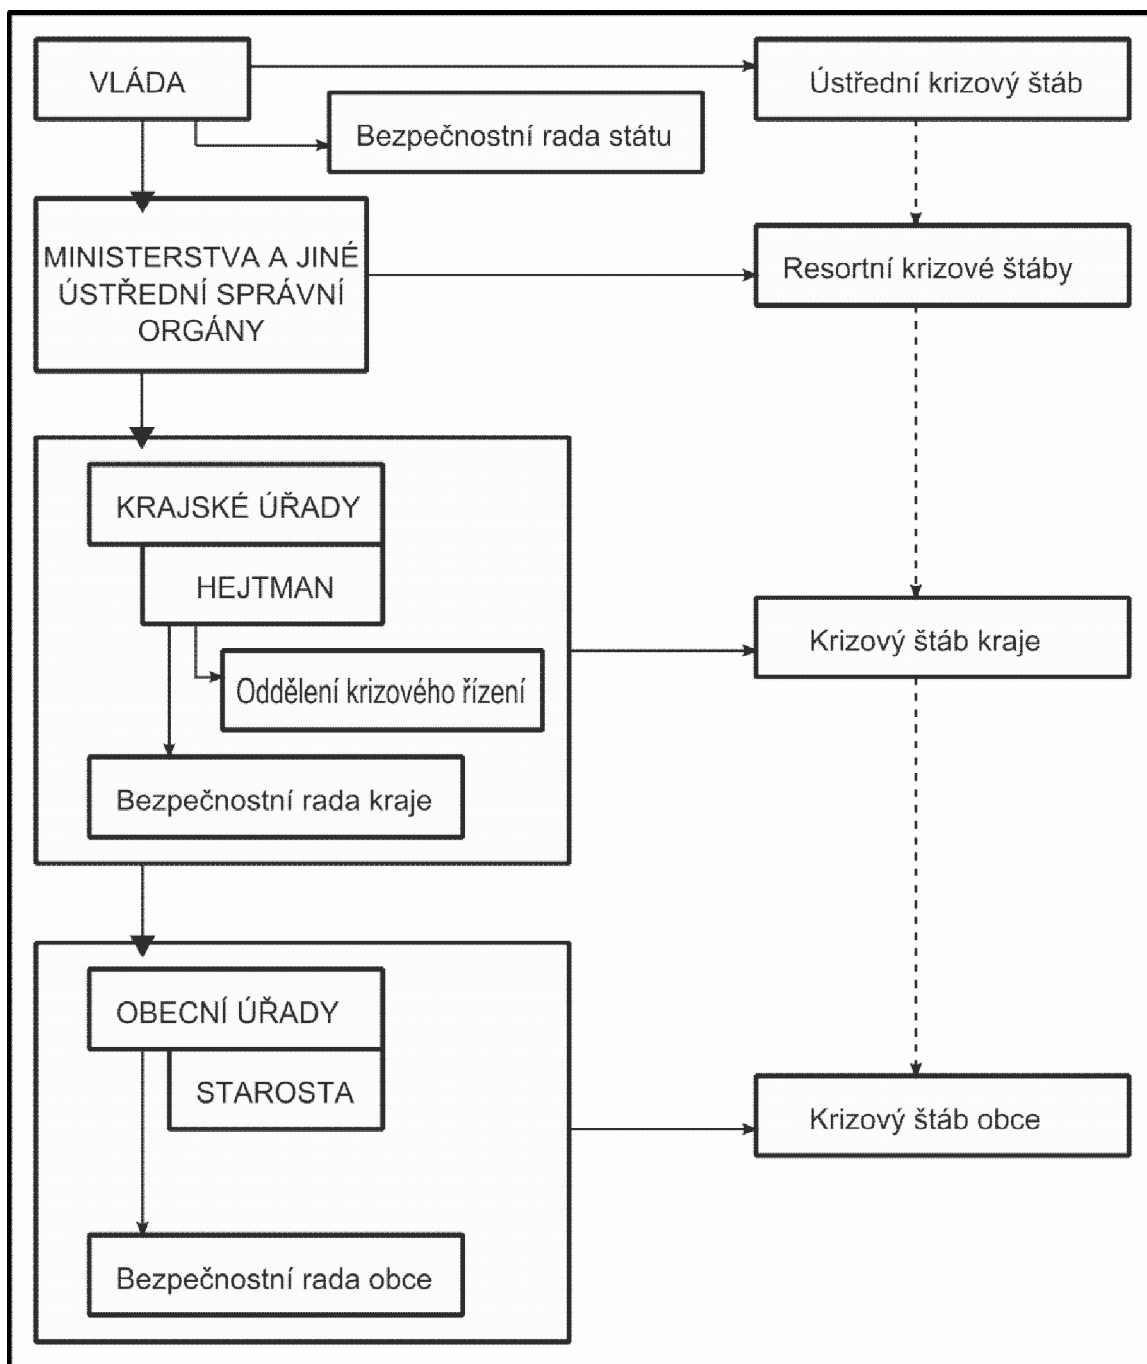 VLÁDA
Ústřední krizový štáb
Bezpečnostní rada státu
MINISTERSTVA A JINÉ
ÚSTŘEDNÍ SPRÁVNÍ
ORGÁNY
Resortní krizové štáby
KRAJSKÉ ÚŘADY
HEJTMAN
Krizový štáb kraje
Oddělení krizového řízení
Bezpečnostní rada kraje
OBECNÍ ÚŘADY
STAROSTA
Krizový štáb obce
Bezpečnostní rada obce